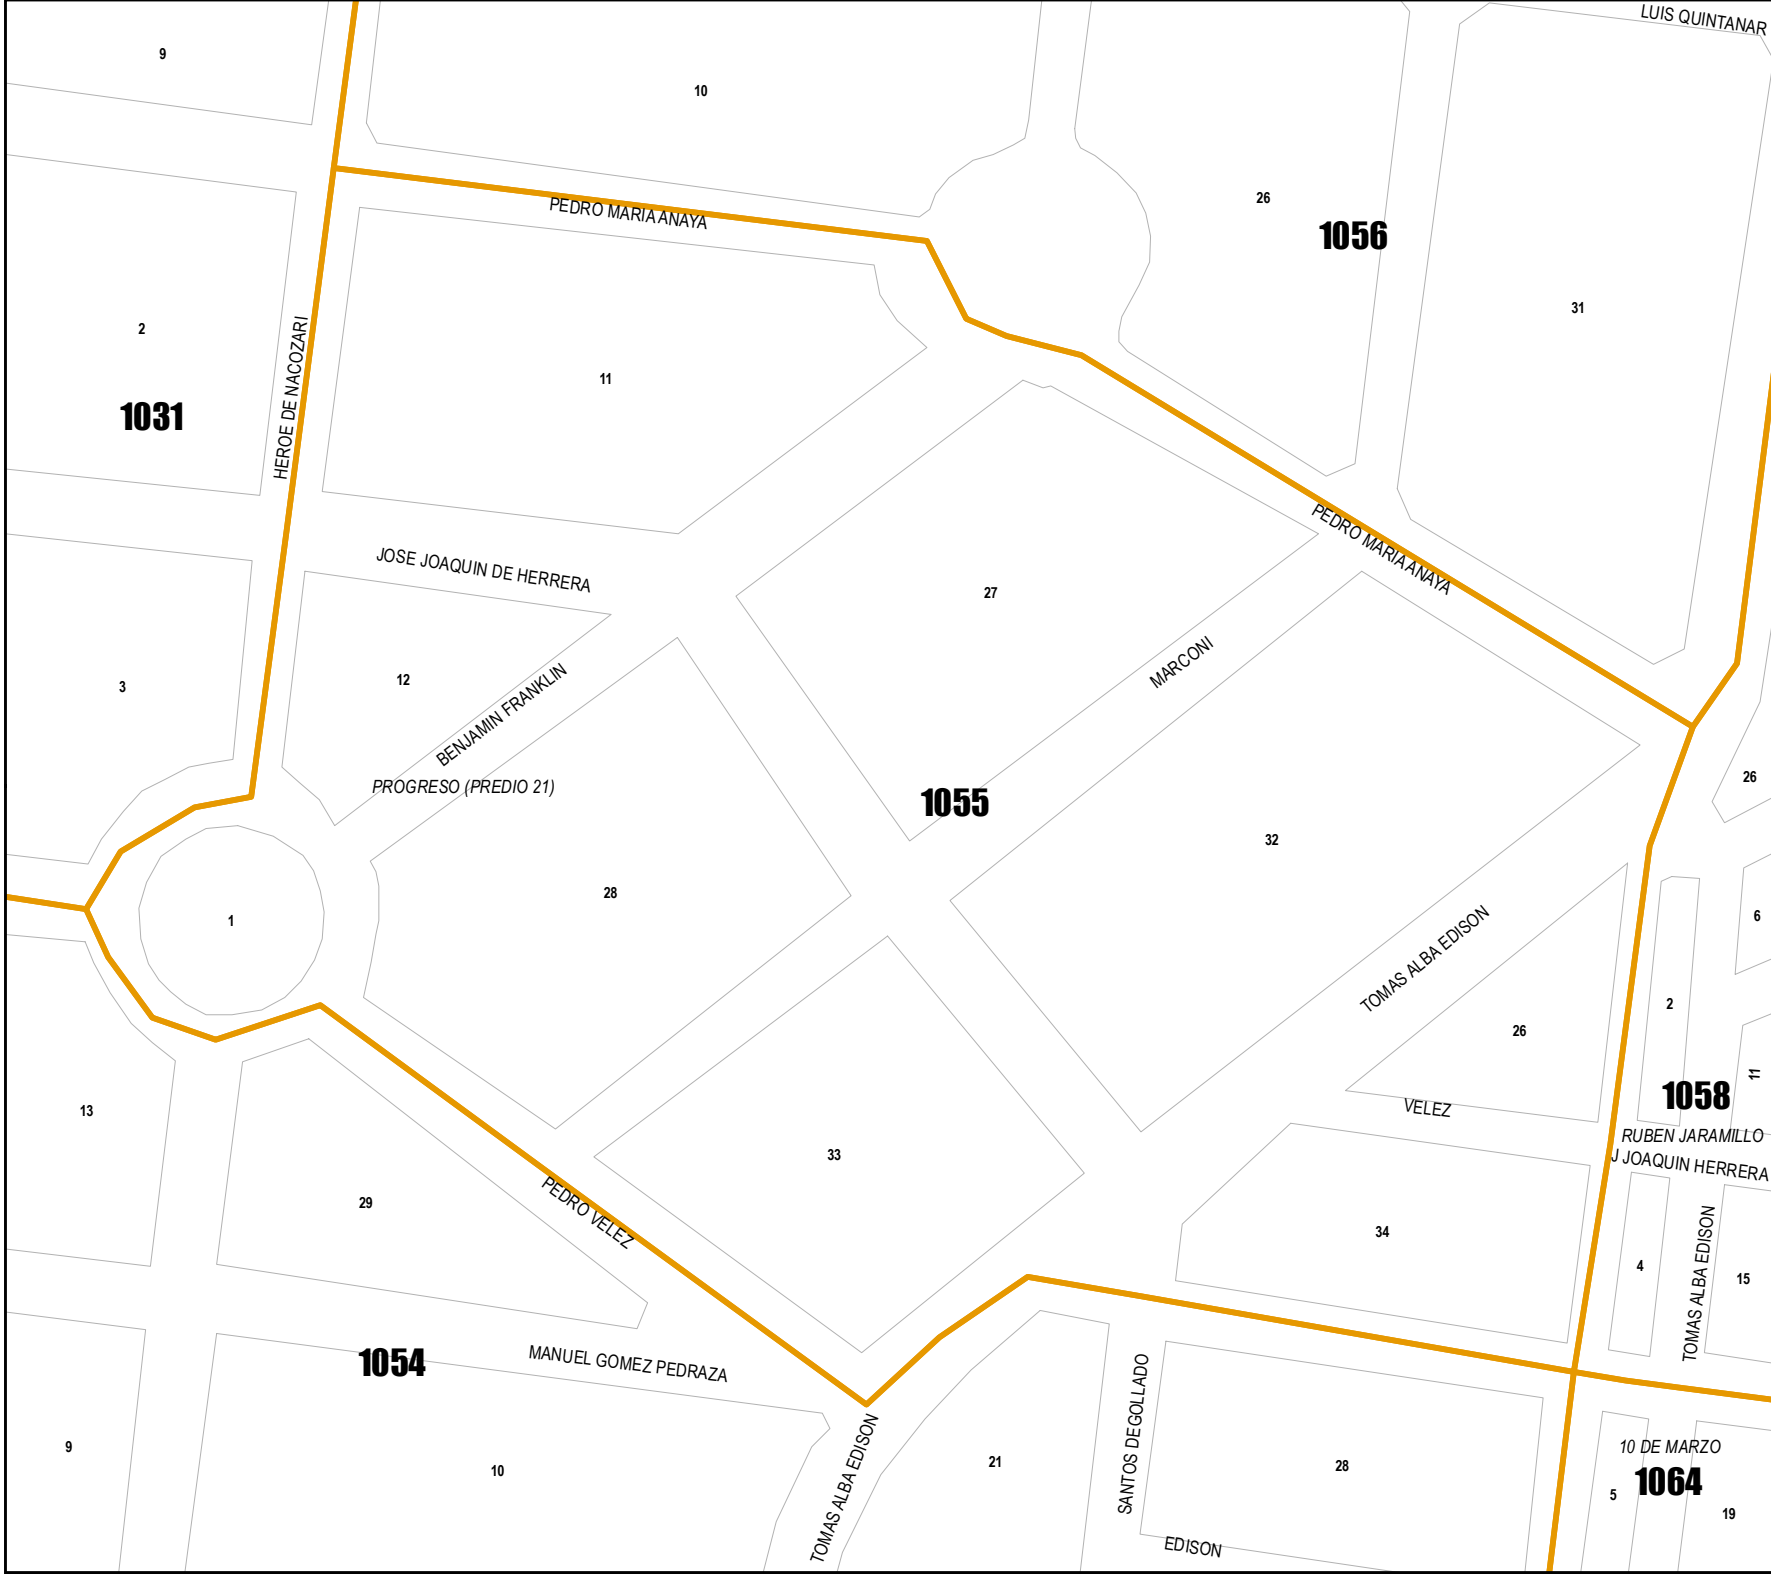 LUIS QUINTANAR
9
10
26
1056
PEDRO MARIA ANAYA
31
2
1031
HEROE DE NACOZARI
11
PEDRO MARIA ANAYA
JOSE JOAQUIN DE HERRERA
27
MARCONI
3
12
BENJAMIN FRANKLIN
PROGRESO (PREDIO 21)
1055
26
32
28
1
6
TOMAS ALBA EDISON
2
26
11
1058
13
VELEZ
RUBEN JARAMILLO
J JOAQUIN HERRERA
33
29
PEDRO VELEZ
34
4
TOMAS ALBA EDISON
15
1054
MANUEL GOMEZ PEDRAZA
SANTOS DEGOLLADO
9
10
TOMAS ALBA EDISON
21
28
10 DE MARZO
1064
5
19
EDISON